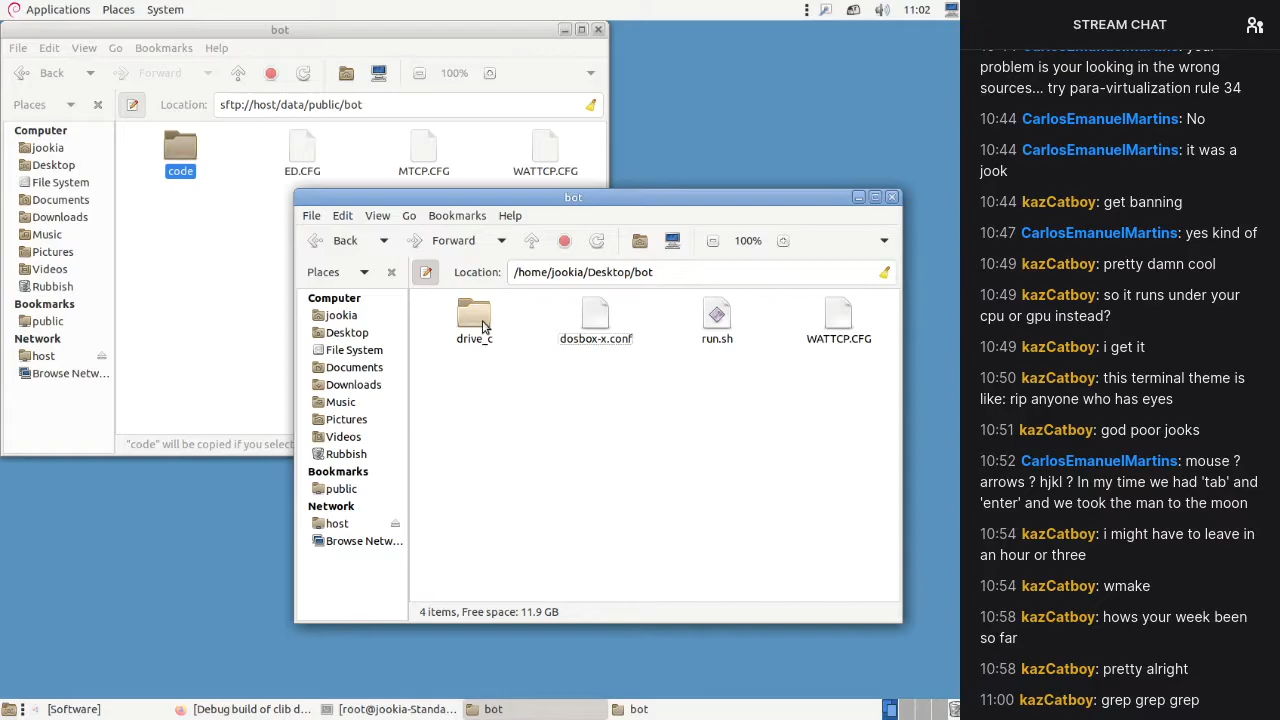 Applications Places System 11:02
bot
File Edit View Go Bookmarks Help
Back Forward 100%
Places Location: sftp://host/data/public/bot
Computer
jookia
Desktop
File System
Documents
Downloads
Music
Pictures
Videos
Rubbish
Bookmarks
public
Network
host
Browse Netw...
code ED.CFG MTCP.CFG WATTCP.CFG
"code" will be copied if you select
bot
File Edit View Go Bookmarks Help
Back Forward 100%
Places Location: /home/jookia/Desktop/bot
Computer
jookia
Desktop
File System
Documents
Downloads
Music
Pictures
Videos
Rubbish
Bookmarks
public
Network
host
Browse Netw...
drive_c dosbox-x.conf run.sh WATTCP.CFG
4 items, Free space: 11.9 GB
[Software] [Debug build of clib d... [root@jookia-Standa... bot bot
STREAM CHAT
10:44 CarlosEmanuelMartins: your
problem is your looking in the wrong
sources... try para-virtualization rule 34
10:44 CarlosEmanuelMartins: No
10:44 CarlosEmanuelMartins: it was a
jook
10:44 kazCatboy: get banning
10:47 CarlosEmanuelMartins: yes kind of
10:49 kazCatboy: pretty damn cool
10:49 kazCatboy: so it runs under your
cpu or gpu instead?
10:49 kazCatboy: i get it
10:50 kazCatboy: this terminal theme is
like: rip anyone who has eyes
10:51 kazCatboy: god poor jooks
10:52 CarlosEmanuelMartins: mouse ?
arrows ? hjkl ? In my time we had 'tab' and
'enter' and we took the man to the moon
10:54 kazCatboy: i might have to leave in
an hour or three
10:54 kazCatboy: wmake
10:58 kazCatboy: hows your week been
so far
10:58 kazCatboy: pretty alright
11:00 kazCatboy: grep grep grep